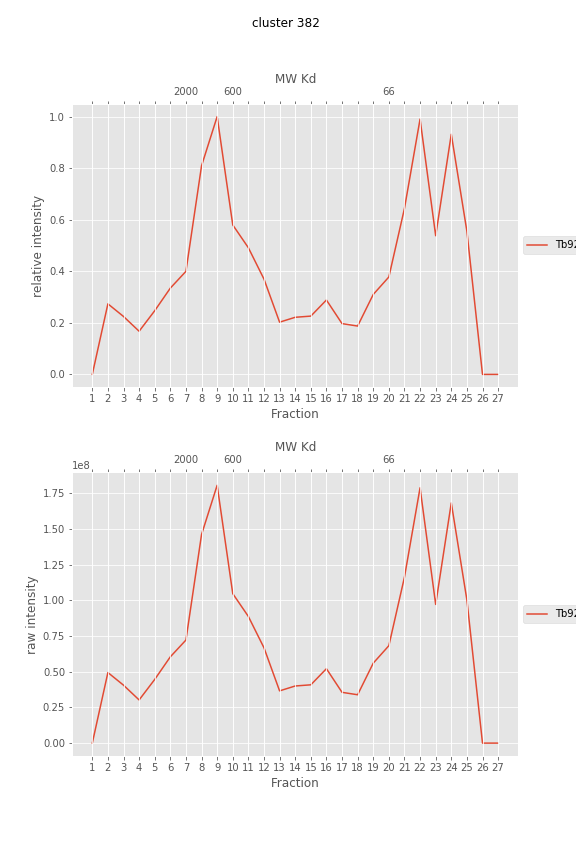 cluster 382
MW Kd
2000 600 66
1.0
0.8
0.6
0.4
0.2
0.0
relative intensity
Tb92
1 2 3 4 5 6 7 8 9 10 11 12 13 14 15 16 17 18 19 20 21 22 23 24 25 26 27
Fraction
MW Kd
2000 600 66
1e8
1.75
1.50
1.25
1.00
0.75
0.50
0.25
0.00
raw intensity
Tb92
1 2 3 4 5 6 7 8 9 10 11 12 13 14 15 16 17 18 19 20 21 22 23 24 25 26 27
Fraction